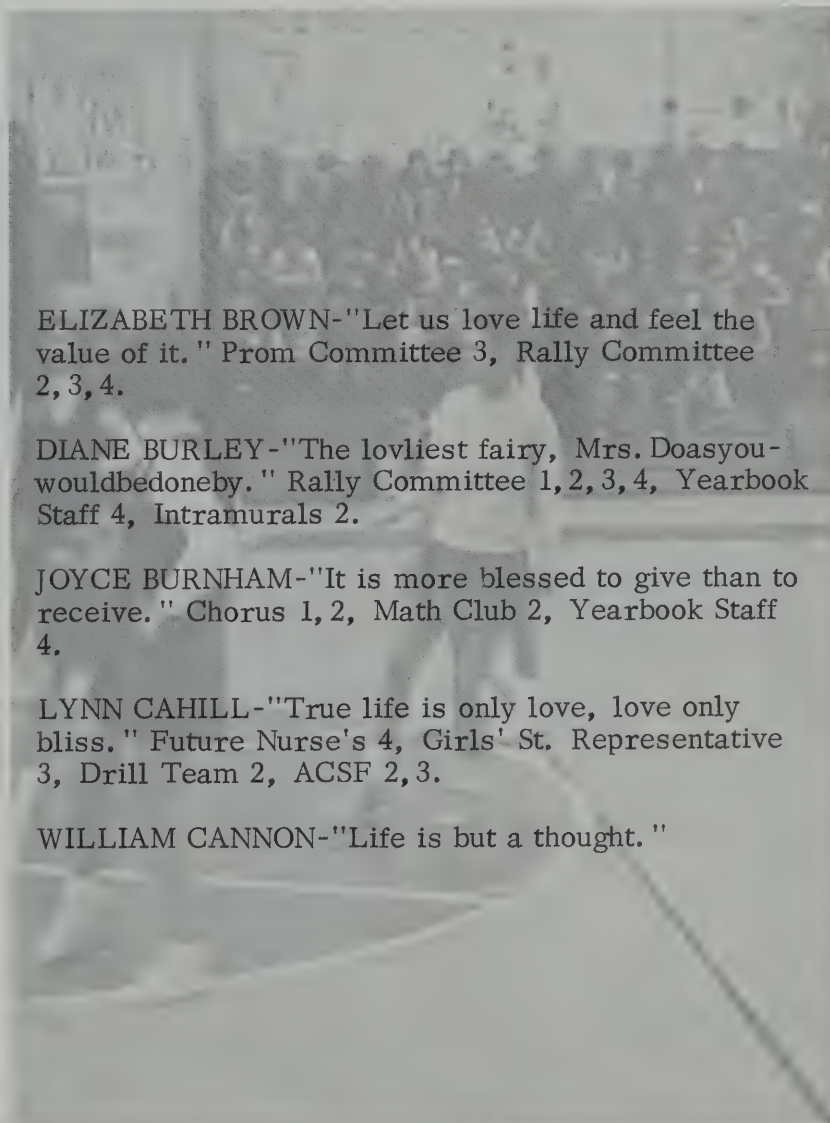 ELIZABETH BROWN-"Let us love life and feel the
value of it." Prom Committee 3, Rally Committee
2, 3, 4.
DIANE BURLEY-"The lovliest fairy, Mrs. Doasyou-
wouldbedoneby." Rally Committee 1, 2, 3, 4, Yearbook
Staff 4, Intramurals 2.
JOYCE BURNHAM-"It is more blessed to give than to
receive." Chorus 1, 2, Math Club 2, Yearbook Staff
4.
LYNN CAHILL-"True life is only love, love only
bliss." Future Nurse's 4, Girls' St. Representative
3, Drill Team 2, ACSF 2, 3.
WILLIAM CANNON-"Life is but a thought."